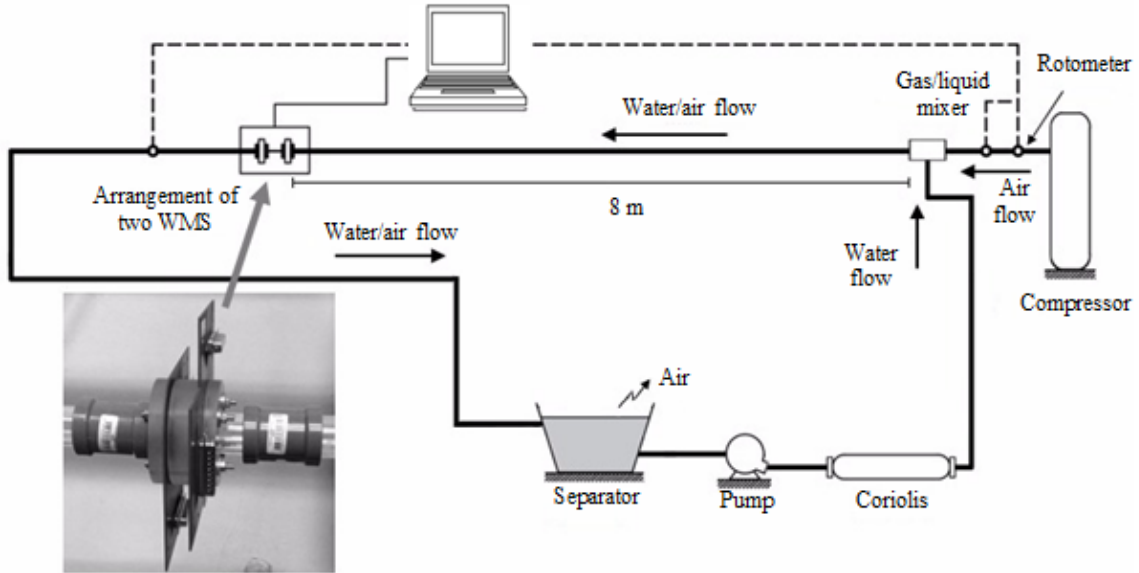 Rotometer
Gas/liquid
mixer
Water/air flow
Air
flow
Arrangement of
two WMS
8 m
Water/air flow
Water
flow
Compressor
Air
Separator
Pump
Coriolis